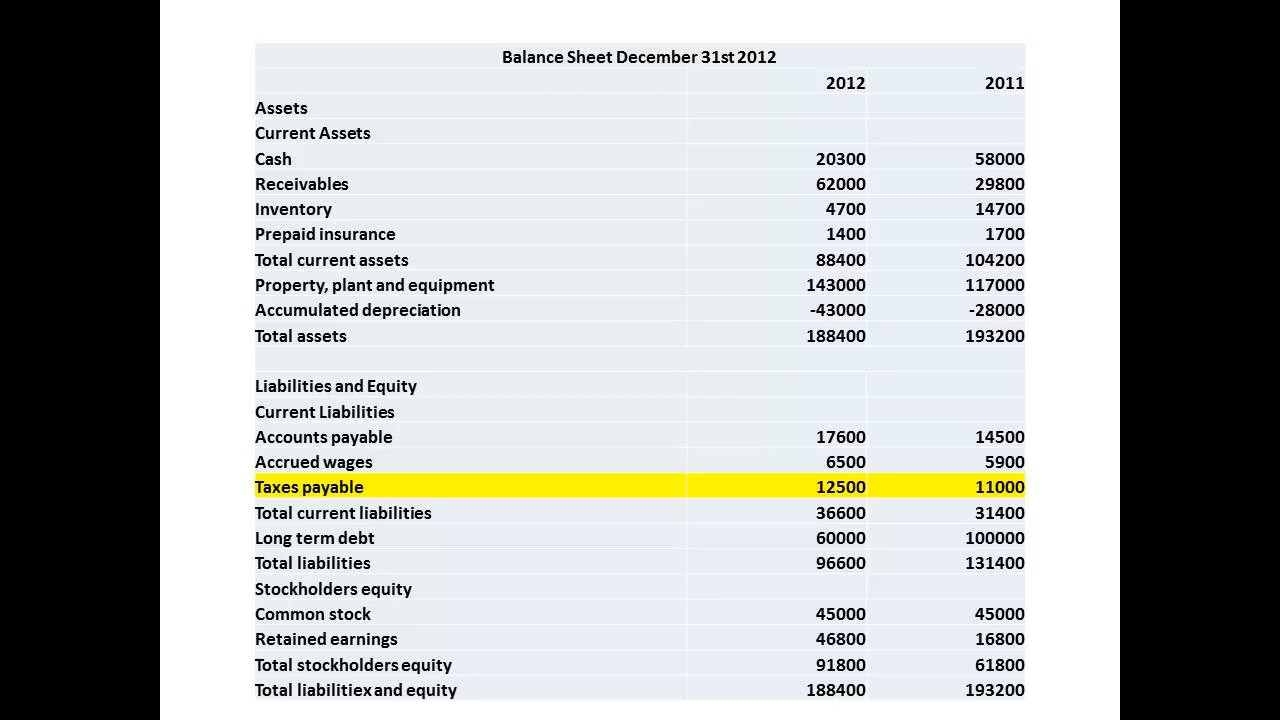 Balance Sheet December 31st 2012
2012 2011
Assets
Current Assets
Cash 20300 58000
Receivables 62000 29800
Inventory 4700 14700
Prepaid insurance 1400 1700
Total current assets 88400 104200
Property, plant and equipment 143000 117000
Accumulated depreciation -43000 -28000
Total assets 188400 193200
Liabilities and Equity
Current Liabilities
Accounts payable 17600 14500
Accrued wages 6500 5900
Taxes payable 12500 11000
Total current liabilities 36600 31400
Long term debt 60000 100000
Total liabilities 96600 131400
Stockholders equity
Common stock 45000 45000
Retained earnings 46800 16800
Total stockholders equity 91800 61800
Total liabilitiex and equity 188400 193200